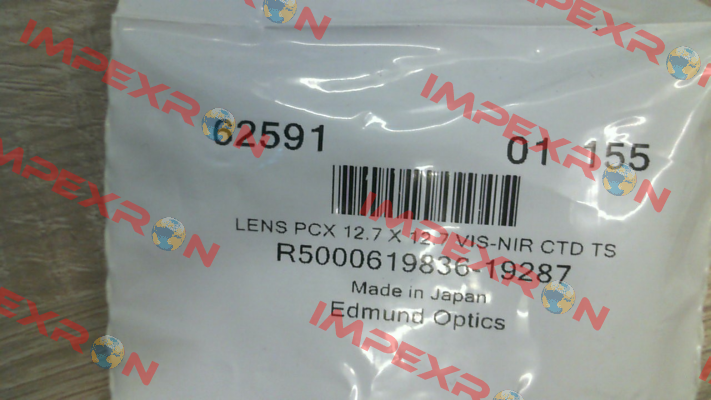 62591 01 155
LENS PCX 12.7 X 12.7 VIS-NIR CTD TS
R5000619836-19287
Made in Japan
Edmund Optics
IMPEXRON
IMPEXRON
IMPEXRON
IMPEXRON
IMPEXRON
IMPEXRON